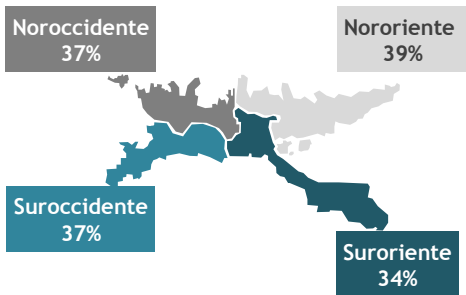 Noroccidente
37%
Nororiente
39%
Suroccidente
37%
Suroriente
34%